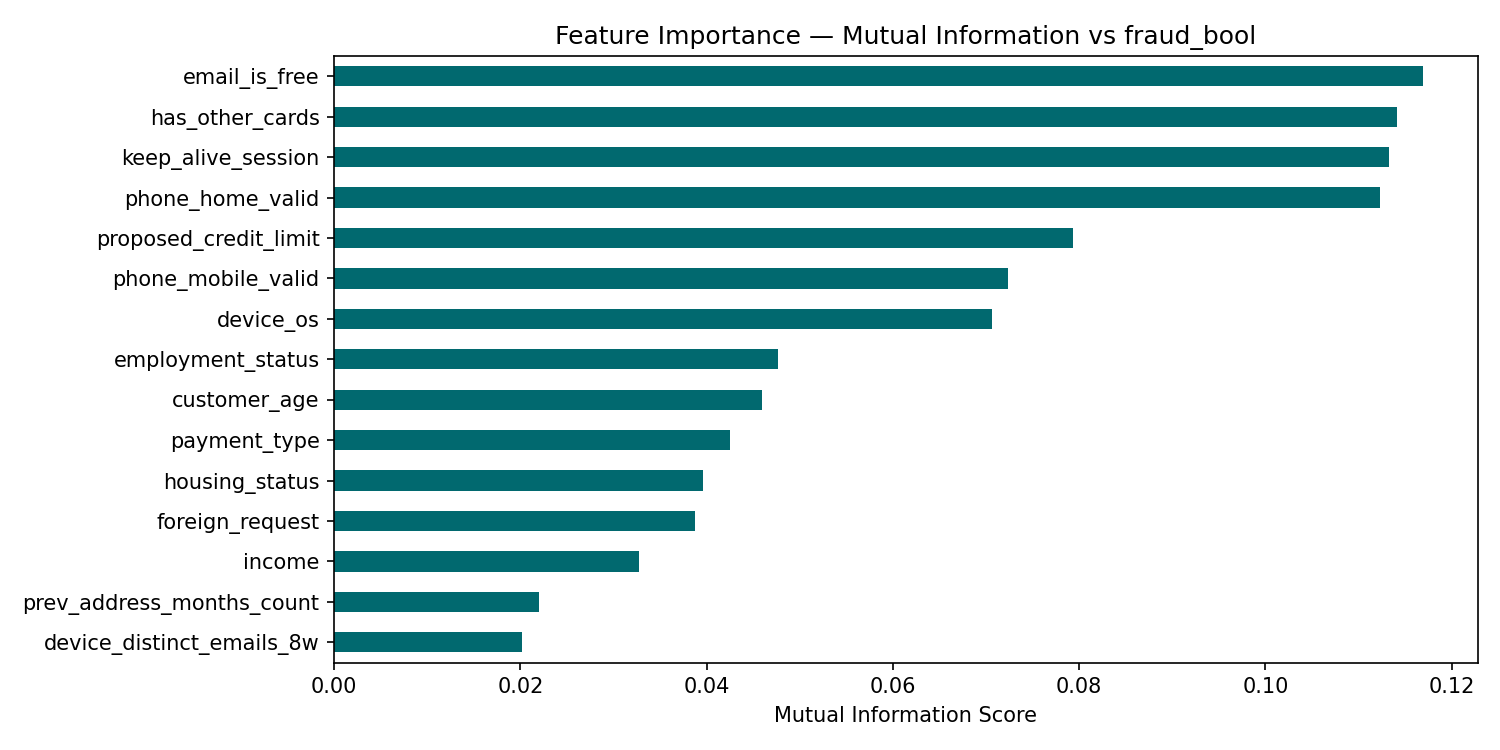 Feature Importance — Mutual Information vs fraud_bool
email_is_free
has_other_cards
keep_alive_session
phone_home_valid
proposed_credit_limit
phone_mobile_valid
device_os
employment_status
customer_age
payment_type
housing_status
foreign_request
income
prev_address_months_count
device_distinct_emails_8w
0.00 0.02 0.04 0.06 0.08 0.10 0.12
Mutual Information Score